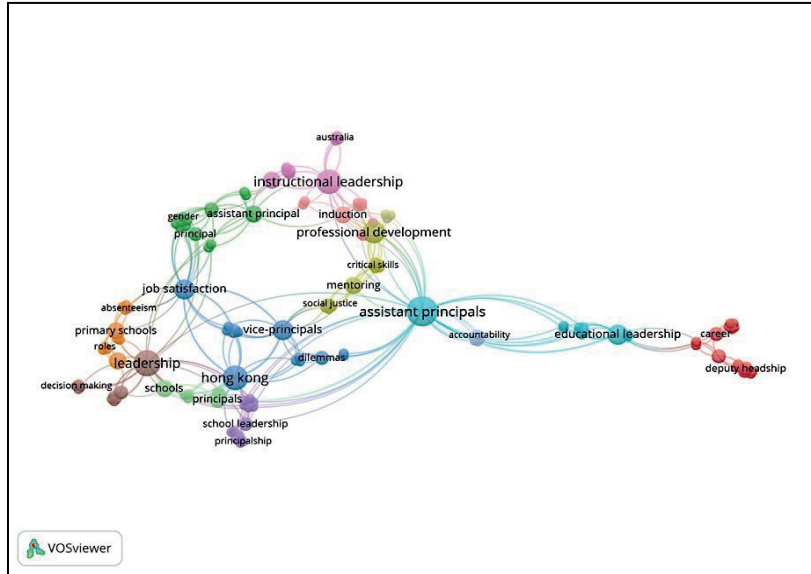 australia
instructional leadership
gender
assistant principal
induction
principal
professional development
critical skills
job satisfaction
mentoring
absenteeism
social justice
assistant principals
primary schools
vice-principals
accountability
educational leadership
career
roles
leadership
dilemmas
deputy headship
hong kong
decision making
schools
principals
school leadership
principalship
VOSviewer